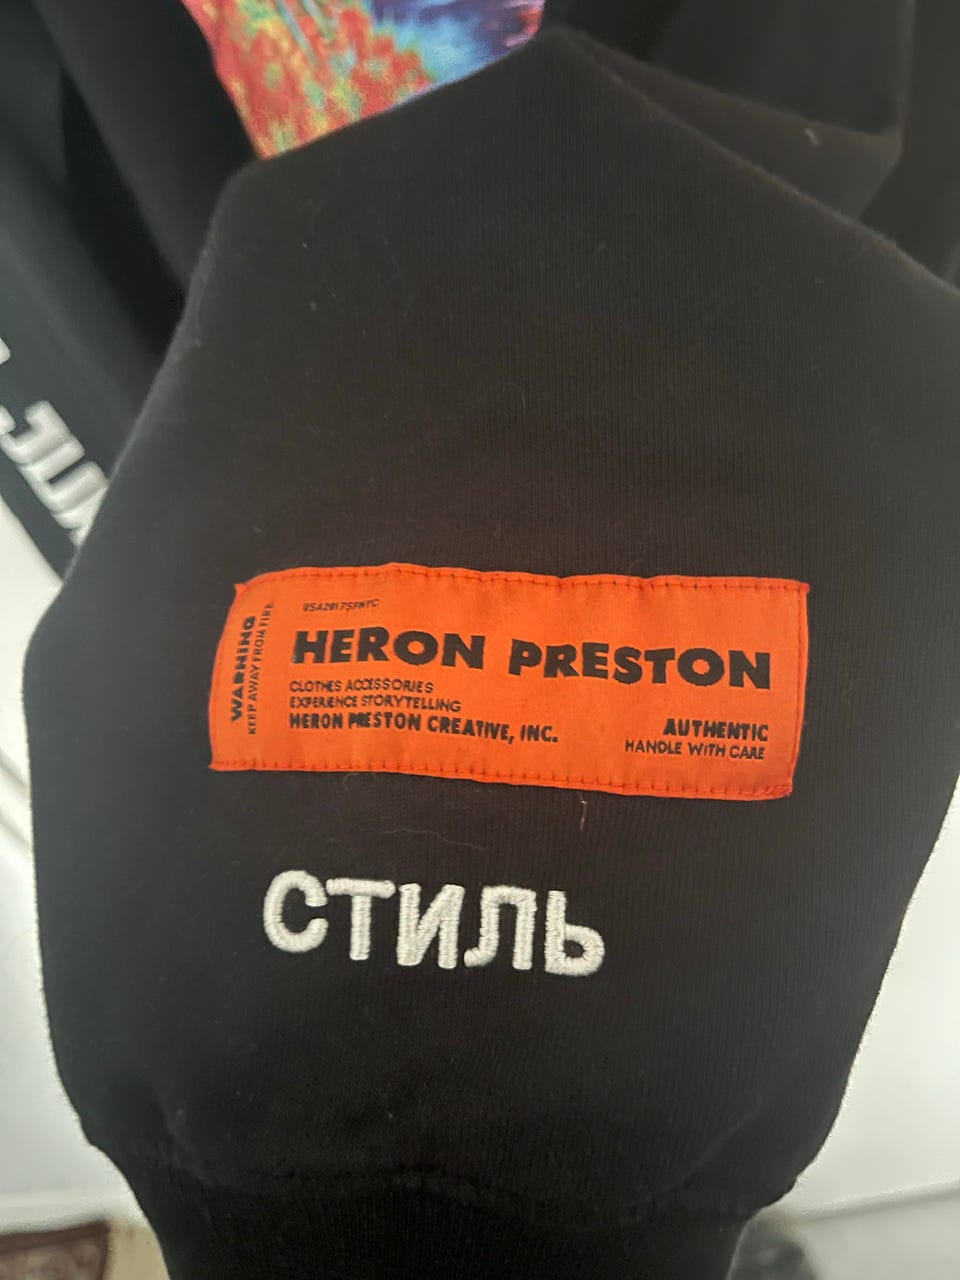 WARNING
KEEP AWAY FROM FIRE
USA2017SPNYC
HERON PRESTON
CLOTHES ACCESSORIES
EXPERIENCE STORYTELLING
HERON PRESTON CREATIVE, INC.
AUTHENTIC
HANDLE WITH CARE
СТИЛЬ